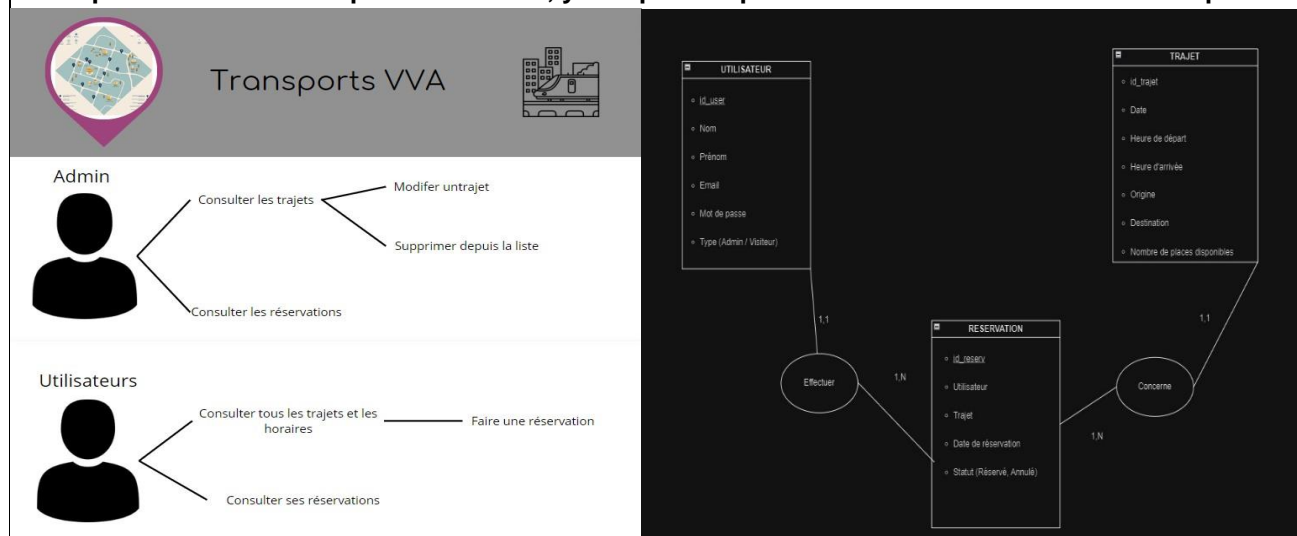 Transports VVA
Admin
Consulter les trajets
Modifer untrajet
Supprimer depuis la liste
Consulter les réservations
Utilisateurs
Consulter tous les trajets et les
horaires
Faire une réservation
Consulter ses réservations
UTILISATEUR
id_user
Nom
Prénom
Email
Mot de passe
Type (Admin / Visiteur)
1,1
Effectuer
1,N
RESERVATION
id_reserv
Utilisateur
Trajet
Date de réservation
Statut (Réservé, Annulé)
TRAJET
id_trajet
Date
Heure de départ
Heure d'arrivée
Origine
Destination
Nombre de places disponibles
1,1
Concerne
1,N